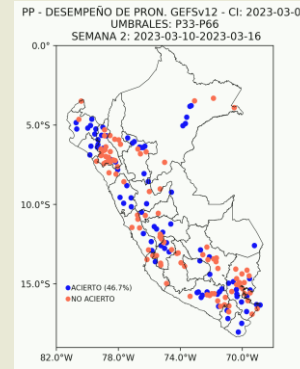 PP - DESEMPEÑO DE PRON. GEFSv12 - CI: 2023-03-0
UMBRALES: P33-P66
SEMANA 2: 2023-03-10-2023-03-16
0.0°
5.0°S
10.0°S
15.0°S
ACIERTO (46.7%)
NO ACIERTO
82.0°W 78.0°W 74.0°W 70.0°W